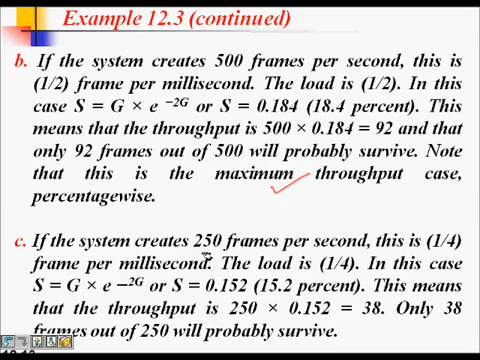 Example 12.3 (continued)
b. If the system creates 500 frames per second, this is
(1/2) frame per millisecond. The load is (1/2). In this
case S = G × e −2G or S = 0.184 (18.4 percent). This
means that the throughput is 500 × 0.184 = 92 and that
only 92 frames out of 500 will probably survive. Note
that this is the maximum throughput case,
percentagewise.
c. If the system creates 250 frames per second, this is (1/4)
frame per millisecond. The load is (1/4). In this case
S = G × e −2G or S = 0.152 (15.2 percent). This means
that the throughput is 250 × 0.152 = 38. Only 38
frames out of 250 will probably survive.